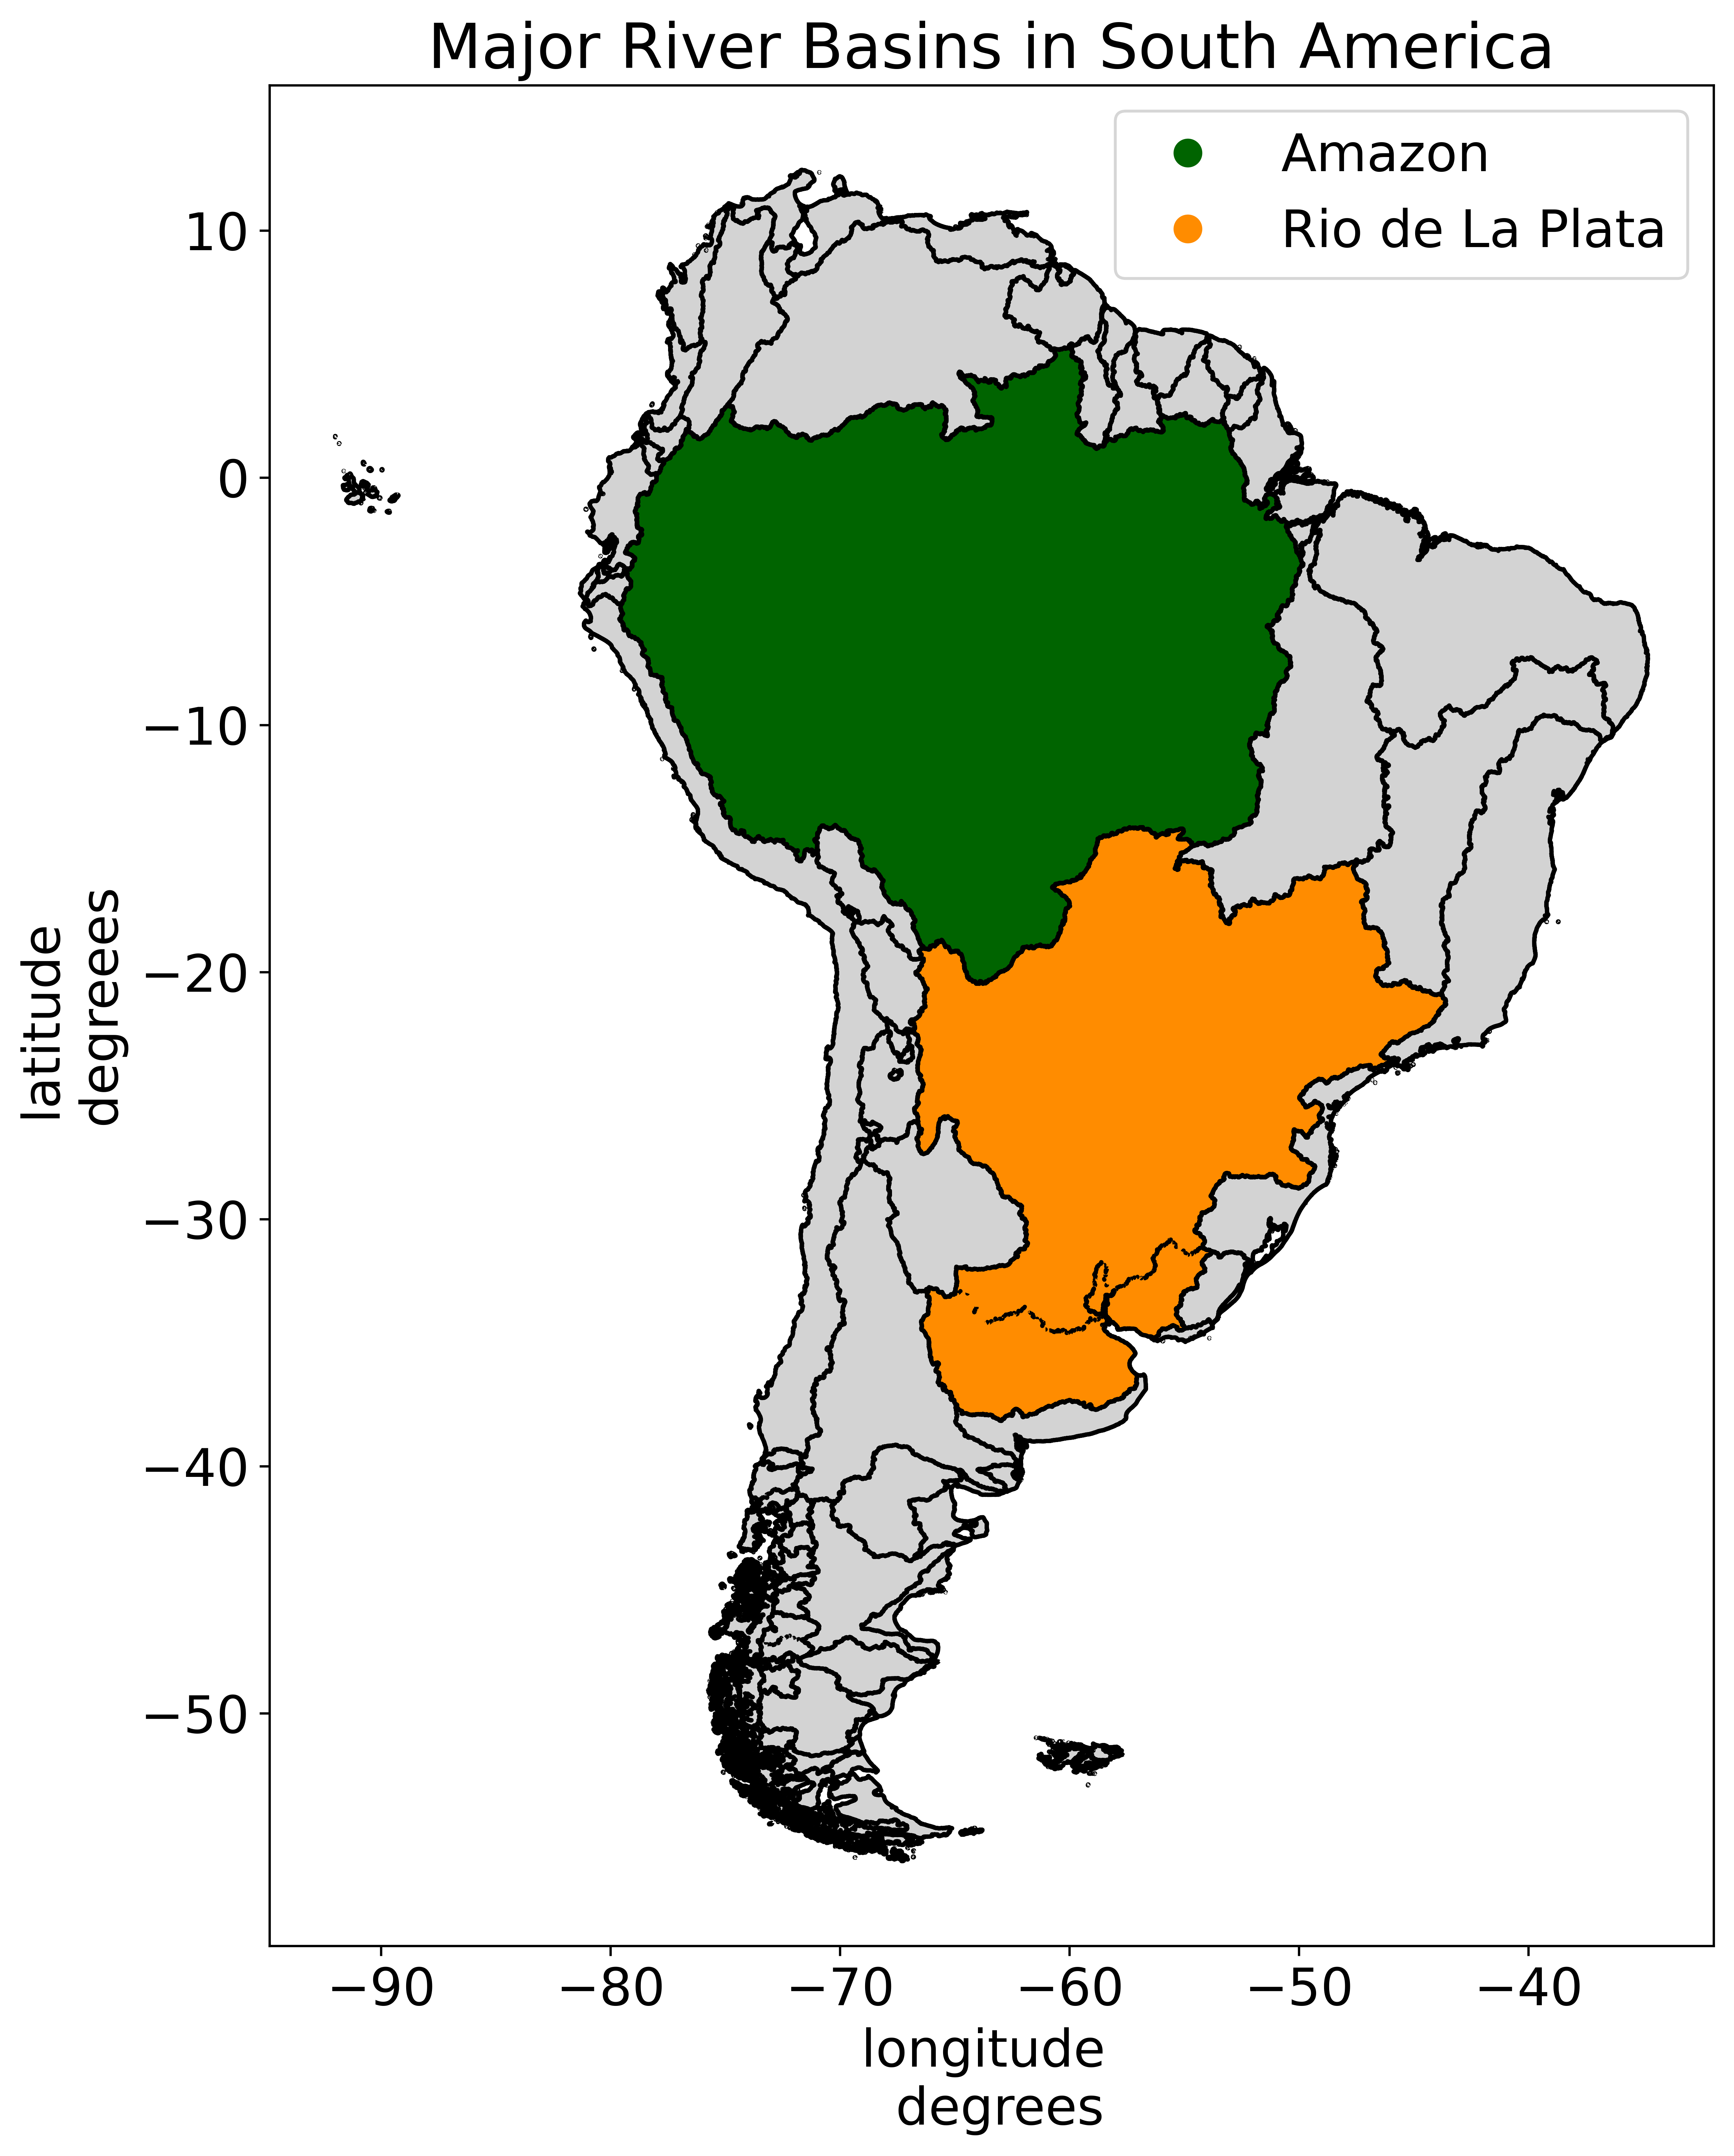 Major River Basins in South America
Amazon
Rio de La Plata
10
0
−10
−20
−30
−40
−50
latitude
degreees
−90
−80
−70
−60
−50
−40
longitude
degrees